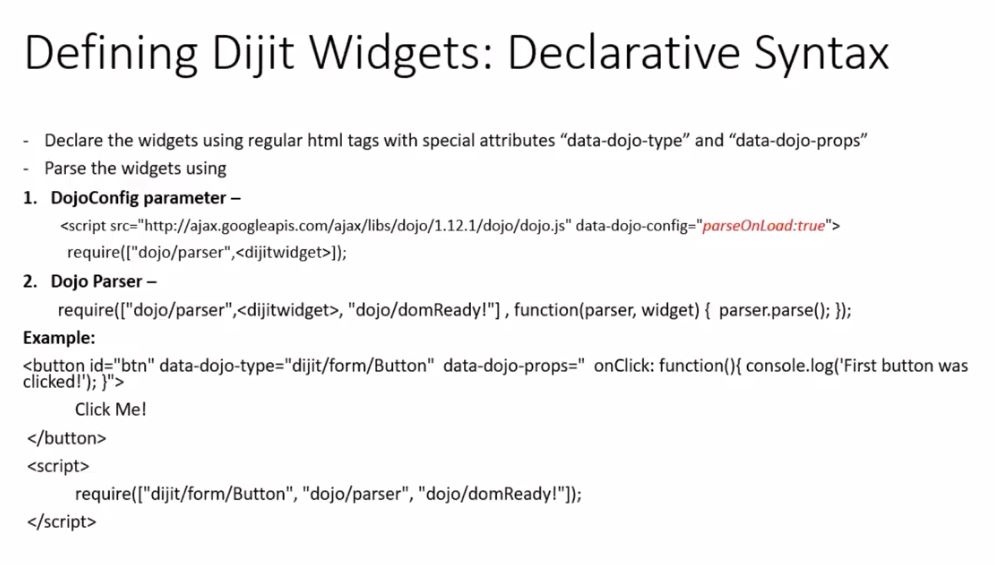 Defining Dijit Widgets: Declarative Syntax
- Declare the widgets using regular html tags with special attributes “data-dojo-type” and “data-dojo-props”
- Parse the widgets using
1. DojoConfig parameter –
<script src="http://ajax.googleapis.com/ajax/libs/dojo/1.12.1/dojo/dojo.js" data-dojo-config="parseOnLoad:true">
require(["dojo/parser",<dijitwidget>]);
2. Dojo Parser –
require(["dojo/parser",<dijitwidget>, "dojo/domReady!"] , function(parser, widget) { parser.parse(); });
Example:
<button id="btn" data-dojo-type="dijit/form/Button" data-dojo-props=" onClick: function(){ console.log('First button was
clicked!'); }">
Click Me!
</button>
<script>
require(["dijit/form/Button", "dojo/parser", "dojo/domReady!"]);
</script>